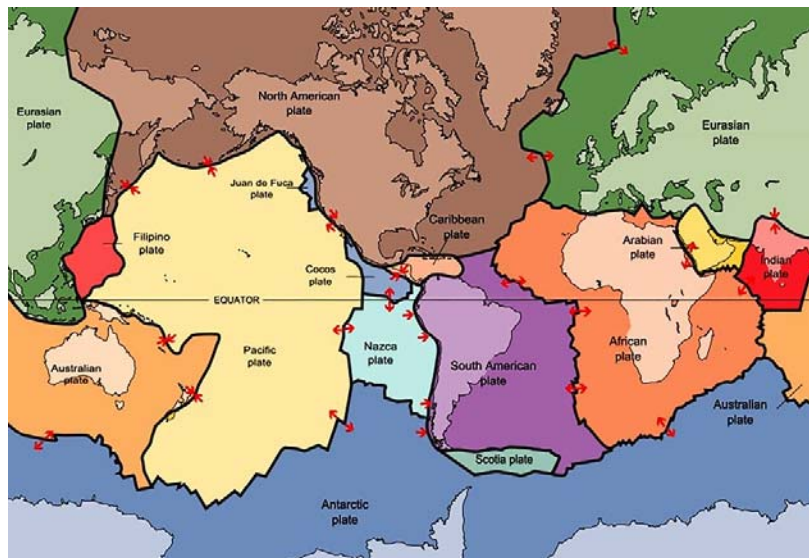 North American
plate
Eurasian
plate
Eurasian
plate
Juan de Fuca
plate
Caribbean
plate
Filipino
plate
Arabian
plate
Cocos
plate
Indian
plate
EQUATOR
Nazca
plate
Pacific
plate
African
plate
South American
plate
Australian
plate
Australian
plate
Scotia plate
Antarctic
plate